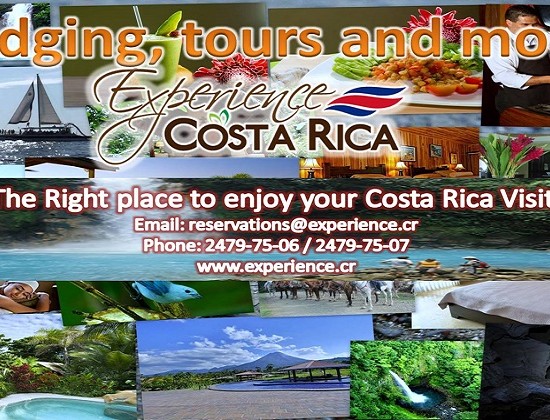 dging, tours and mo
Experience
COSTA RICA
The Right place to enjoy your Costa Rica Visit
Email: reservations@experience.cr
Phone: 2479-75-06 / 2479-75-07
www.experience.cr